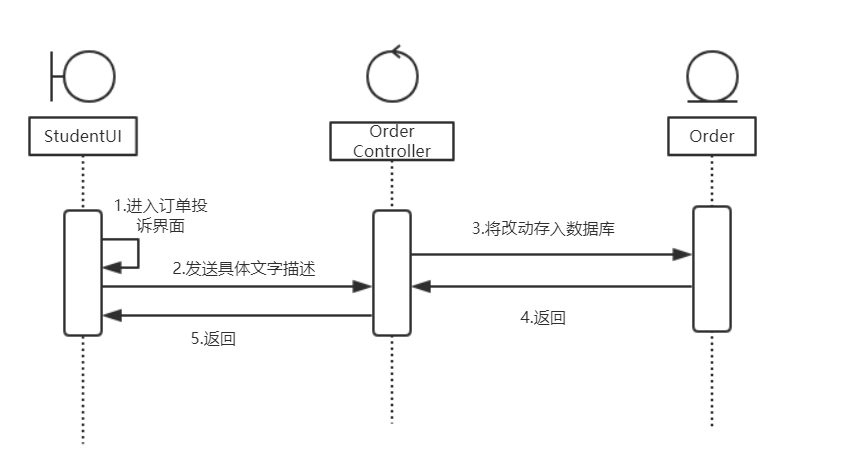 StudentUI
Order
Controller
Order
1.进入订单投
诉界面
2.发送具体文字描述
3.将改动存入数据库
4.返回
5.返回